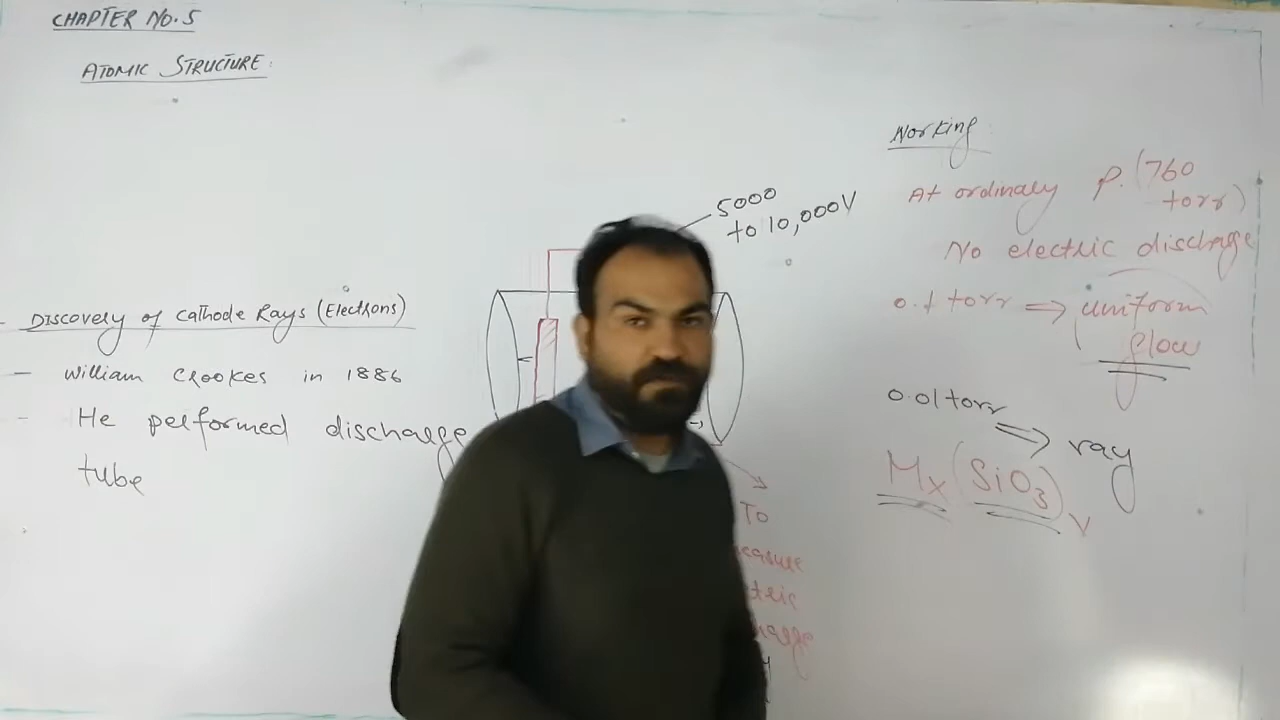 CHAPTER No. 5
ATOMIC STRUCTURE:
- DISCOVERY of Cathode Rays (Electrons)
- William Crookes in 1886
- He performed discharge
tube
5000
to 10,000V
To
tric
Working:
At ordinary P. (760
torr)
No electric discharge
0.1 torr ⇒ uniform
glow
0.01 torr ⇒ ray
Mx(SiO3)y